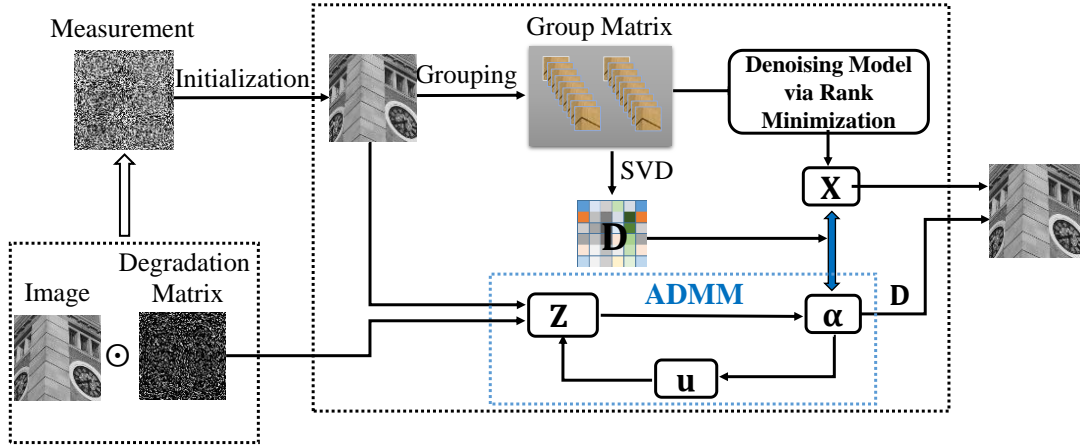 Measurement
Initialization
Grouping
Group Matrix
Denoising Model
via Rank
Minimization
SVD
X
D
Image
Degradation
Matrix
ADMM
Z
α
D
u